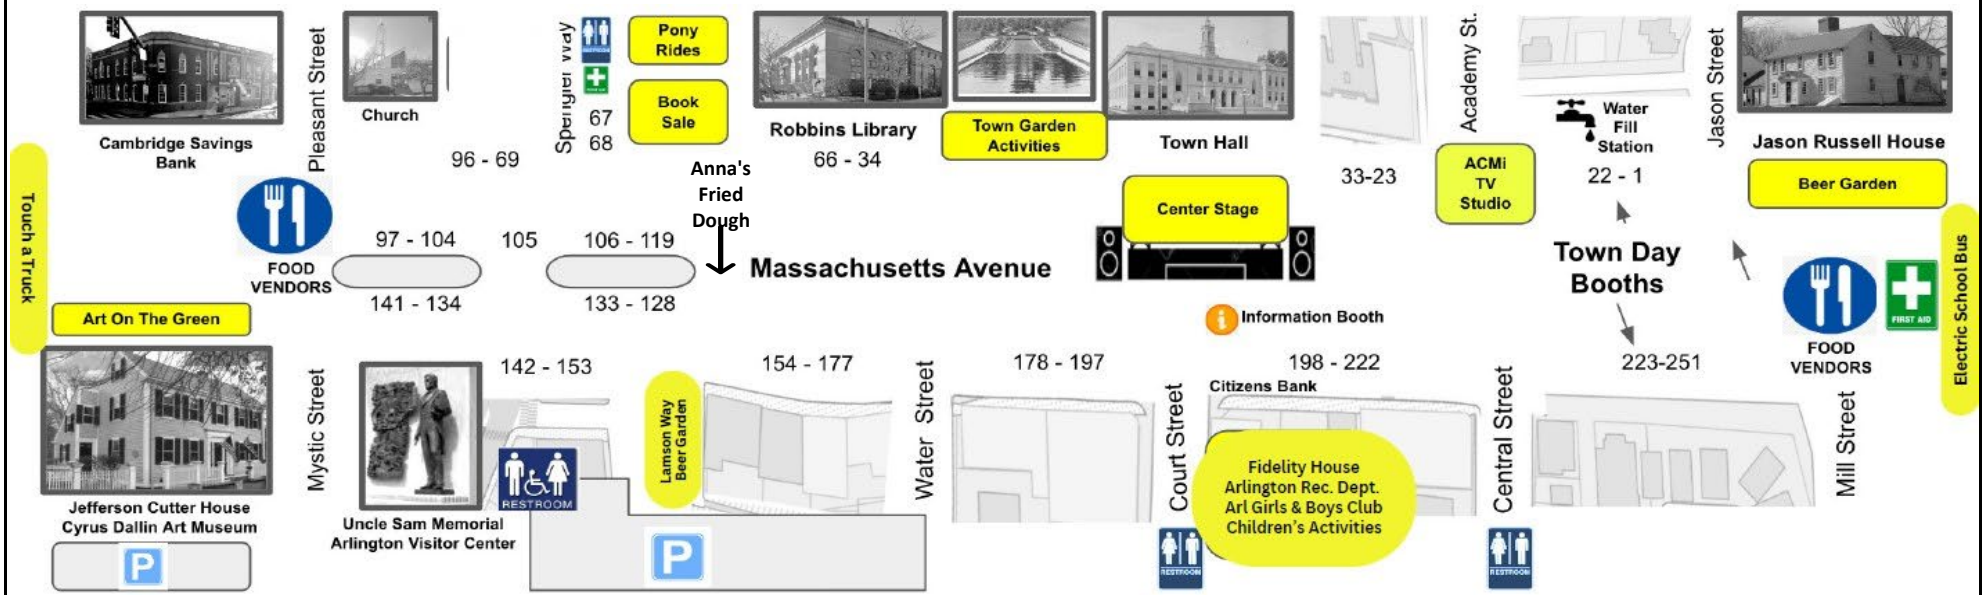 Cambridge Savings
Bank
Pleasant Street
Church
96 - 69
Spengler Way
RESTROOM
67
68
Pony
Rides
Book
Sale
Anna's
Fried
Dough
Robbins Library
66 - 34
Town Garden
Activities
Town Hall
Center Stage
33-23
Academy St.
ACMi
TV
Studio
Water
Fill
Station
22 - 1
Jason Street
Jason Russell House
Beer Garden
Touch a Truck
FOOD
VENDORS
97 - 104
105
106 - 119
141 - 134
133 - 128
Massachusetts Avenue
Town Day
Booths
Information Booth
FOOD
VENDORS
FIRST AID
Electric School Bus
Art On The Green
Jefferson Cutter House
Cyrus Dallin Art Museum
P
Mystic Street
Uncle Sam Memorial
Arlington Visitor Center
142 - 153
RESTROOM
Lamson Way
Beer Garden
P
154 - 177
Water Street
178 - 197
Court Street
RESTROOM
198 - 222
Citizens Bank
Fidelity House
Arlington Rec. Dept.
Arl Girls & Boys Club
Children's Activities
Central Street
RESTROOM
223-251
Mill Street